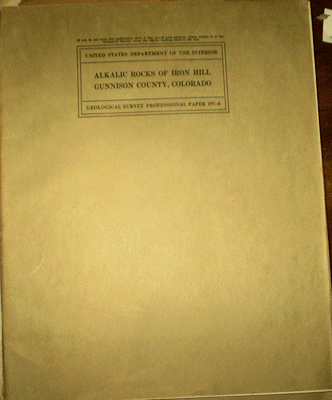 UNITED STATES DEPARTMENT OF THE INTERIOR
ALKALIC ROCKS OF IRON HILL
GUNNISON COUNTY, COLORADO
GEOLOGICAL SURVEY PROFESSIONAL PAPER 197-A